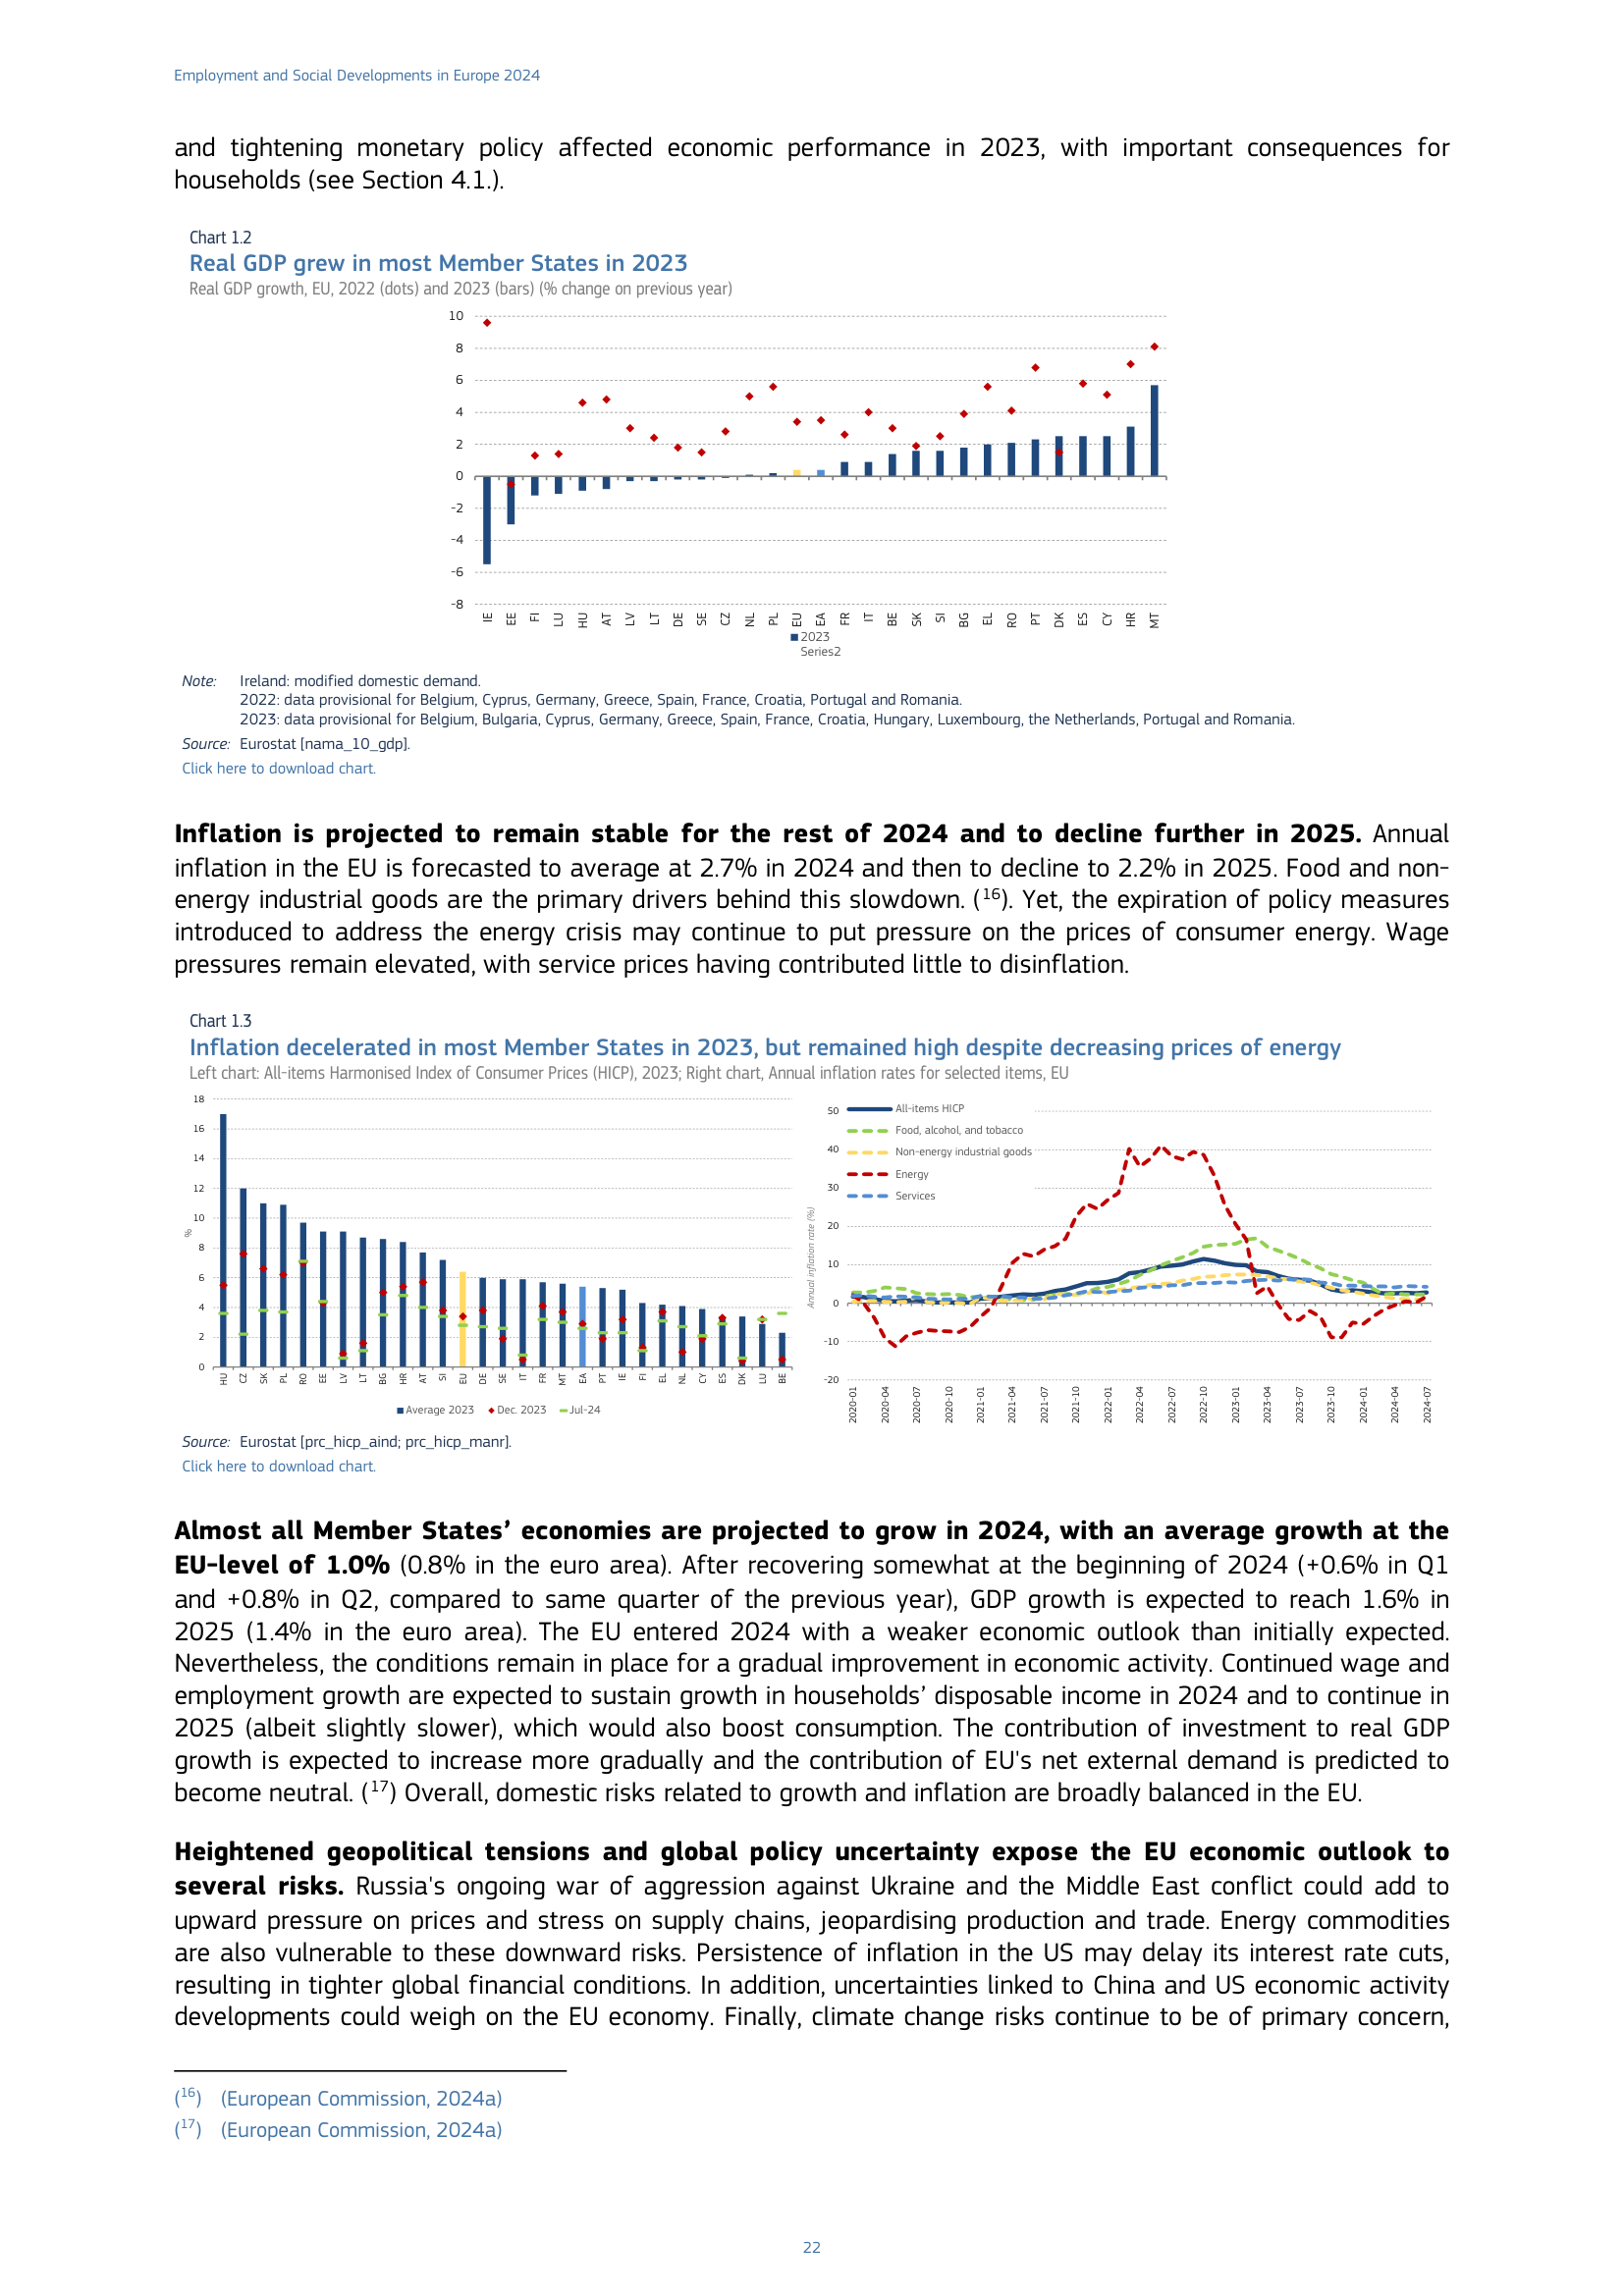 Employment and Social Developments in Europe 2024
and tightening monetary policy affected economic performance in 2023, with important consequences for
households (see Section 4.1.).
Chart 1.2
Real GDP grew in most Member States in 2023
Real GDP growth, EU, 2022 (dots) and 2023 (bars) (% change on previous year)
10
8
6
4
2
0
-2
-4
-6
-8
IE EE FI LU HU AT LV LT DE SE CZ NL PL EU EA FR IT BE SK SI BG EL RO PT DK ES CY HR MT
2023
Series2
Note: Ireland: modified domestic demand.
2022: data provisional for Belgium, Cyprus, Germany, Greece, Spain, France, Croatia, Portugal and Romania.
2023: data provisional for Belgium, Bulgaria, Cyprus, Germany, Greece, Spain, France, Croatia, Hungary, Luxembourg, the Netherlands, Portugal and Romania.
Source: Eurostat [nama_10_gdp].
Click here to download chart.
Inflation is projected to remain stable for the rest of 2024 and to decline further in 2025. Annual
inflation in the EU is forecasted to average at 2.7% in 2024 and then to decline to 2.2% in 2025. Food and non-
energy industrial goods are the primary drivers behind this slowdown. (16). Yet, the expiration of policy measures
introduced to address the energy crisis may continue to put pressure on the prices of consumer energy. Wage
pressures remain elevated, with service prices having contributed little to disinflation.
Chart 1.3
Inflation decelerated in most Member States in 2023, but remained high despite decreasing prices of energy
Left chart: All-items Harmonised Index of Consumer Prices (HICP), 2023; Right chart, Annual inflation rates for selected items, EU
18
16
14
12
10
8
6
4
2
0
%
HU CZ SK PL RO EE LV LT BG HR AT SI EU DE SE IT FR MT EA PT IE FI EL NL CY ES DK LU BE
Average 2023 Dec. 2023 Jul-24
50
40
30
20
10
0
-10
-20
Annual inflation rate (%)
All-items HICP
Food, alcohol, and tobacco
Non-energy industrial goods
Energy
Services
2020-01 2020-04 2020-07 2020-10 2021-01 2021-04 2021-07 2021-10 2022-01 2022-04 2022-07 2022-10 2023-01 2023-04 2023-07 2023-10 2024-01 2024-04 2024-07
Source: Eurostat [prc_hicp_aind; prc_hicp_manr].
Click here to download chart.
Almost all Member States’ economies are projected to grow in 2024, with an average growth at the
EU-level of 1.0% (0.8% in the euro area). After recovering somewhat at the beginning of 2024 (+0.6% in Q1
and +0.8% in Q2, compared to same quarter of the previous year), GDP growth is expected to reach 1.6% in
2025 (1.4% in the euro area). The EU entered 2024 with a weaker economic outlook than initially expected.
Nevertheless, the conditions remain in place for a gradual improvement in economic activity. Continued wage and
employment growth are expected to sustain growth in households’ disposable income in 2024 and to continue in
2025 (albeit slightly slower), which would also boost consumption. The contribution of investment to real GDP
growth is expected to increase more gradually and the contribution of EU's net external demand is predicted to
become neutral. (17) Overall, domestic risks related to growth and inflation are broadly balanced in the EU.
Heightened geopolitical tensions and global policy uncertainty expose the EU economic outlook to
several risks. Russia's ongoing war of aggression against Ukraine and the Middle East conflict could add to
upward pressure on prices and stress on supply chains, jeopardising production and trade. Energy commodities
are also vulnerable to these downward risks. Persistence of inflation in the US may delay its interest rate cuts,
resulting in tighter global financial conditions. In addition, uncertainties linked to China and US economic activity
developments could weigh on the EU economy. Finally, climate change risks continue to be of primary concern,
(16) (European Commission, 2024a)
(17) (European Commission, 2024a)
22